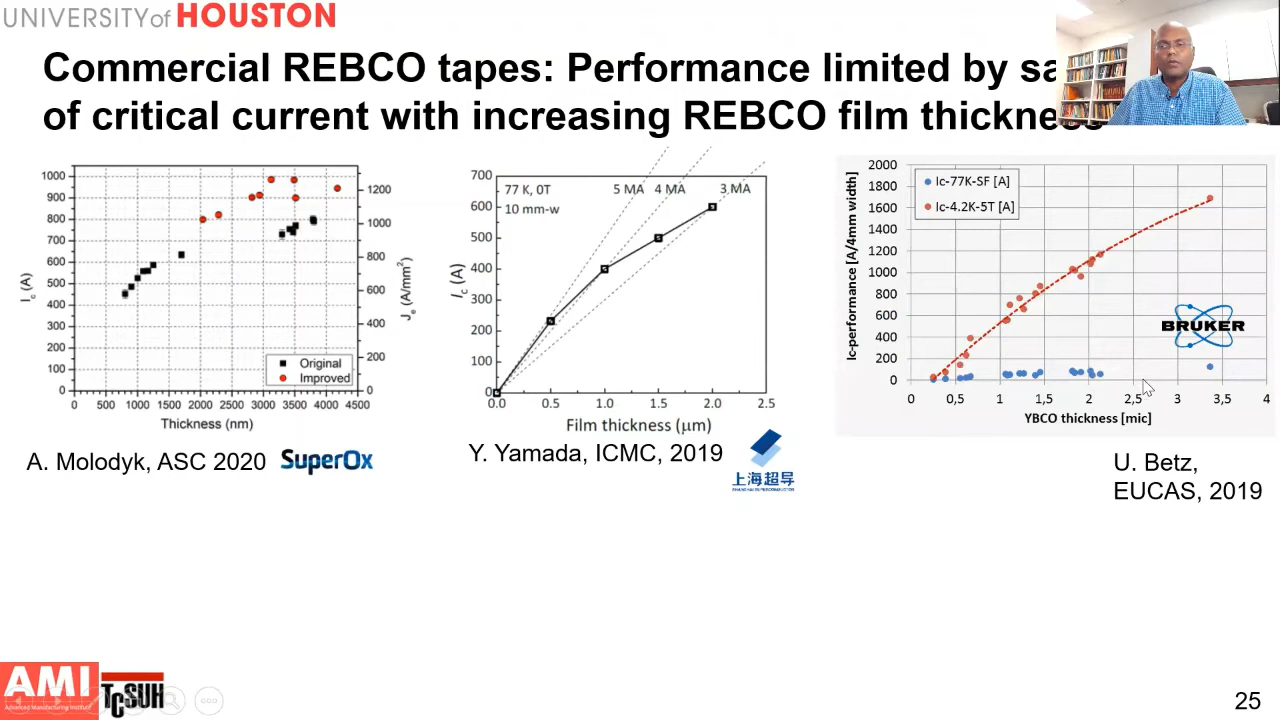 UNIVERSITY of HOUSTON
Commercial REBCO tapes: Performance limited by sa
of critical current with increasing REBCO film thickness
1000
900
800
700
600
500
400
300
200
100
0
Ic (A)
1200
1000
800
600
400
200
0
Je (A/mm²)
Original
Improved
0 500 1000 1500 2000 2500 3000 3500 4000 4500
Thickness (nm)
A. Molodyk, ASC 2020
SuperOx
77 K, 0T
10 mm-w
5 MA
4 MA
3 MA
700
600
500
400
300
200
100
0
Ic (A)
0.0 0.5 1.0 1.5 2.0 2.5
Film thickness (μm)
Y. Yamada, ICMC, 2019
上海超导
Ic-performance [A/4mm width]
2000
1800
1600
1400
1200
1000
800
600
400
200
0
Ic-77K-SF [A]
Ic-4.2K-5T [A]
BRUKER
0 0,5 1 1,5 2 2,5 3 3,5 4
YBCO thickness [mic]
U. Betz,
EUCAS, 2019
AMI
Advanced Manufacturing Institute
TCSUH
25